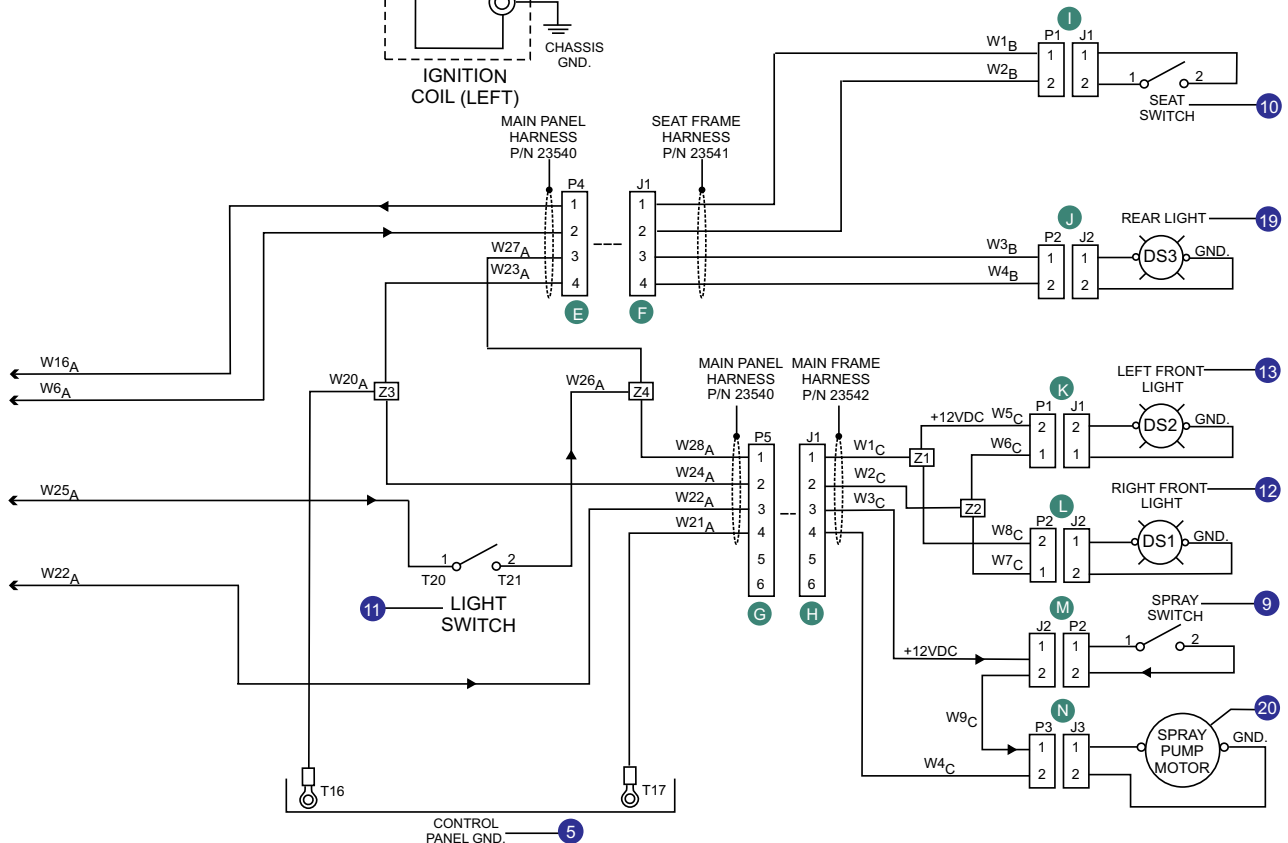 CHASSIS
GND.
IGNITION
COIL (LEFT)
I
P1 J1
W1B
1 1
W2B
2 2
1 2
SEAT
SWITCH
10
MAIN PANEL
HARNESS
P/N 23540
SEAT FRAME
HARNESS
P/N 23541
P4 J1
1 1
2 2
W27A
3 3
W23A
4 4
E F
J
REAR LIGHT
19
P2 J2
W3B
1 1
DS3
GND.
W4B
2 2
W16A
W6A
W20A
Z3
W26A
Z4
MAIN PANEL
HARNESS
P/N 23540
MAIN FRAME
HARNESS
P/N 23542
LEFT FRONT
LIGHT
13
K
P1 J1
+12VDC
W5C
2 2
DS2
GND.
W6C
1 1
P5 J1
W28A
1 1
W1C
Z1
W24A
2 2
W2C
W22A
3 3
W3C
Z2
W21A
4 4
5 5
6 6
G H
RIGHT FRONT
LIGHT
12
L
P2 J2
W8C
2 1
DS1
GND.
W7C
1 2
W25A
1 2
T20 T21
11
LIGHT
SWITCH
W22A
M
SPRAY
SWITCH
9
J2 P2
+12VDC
1 1
1 2
2 2
W9C
N
20
P3 J3
1 1
SPRAY
PUMP
MOTOR
GND.
W4C
2 2
T16
T17
CONTROL
PANEL GND.
5